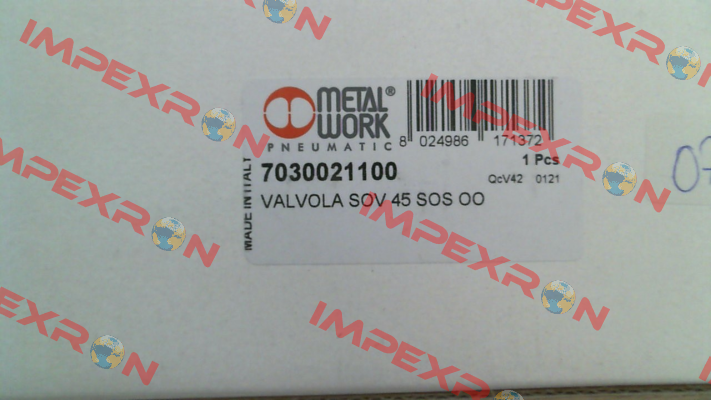 METAL®
WORK
PNEUMATIC
8 024986 171372
7030021100
1 Pcs
QcV42 0121
VALVOLA SOV 45 SOS OO
MADE IN ITALY
IMPEXRON
IMPEXRON
IMPEXRON
IMPEXRON
IMPEXRON
IMPEXRON
IMPEXRON